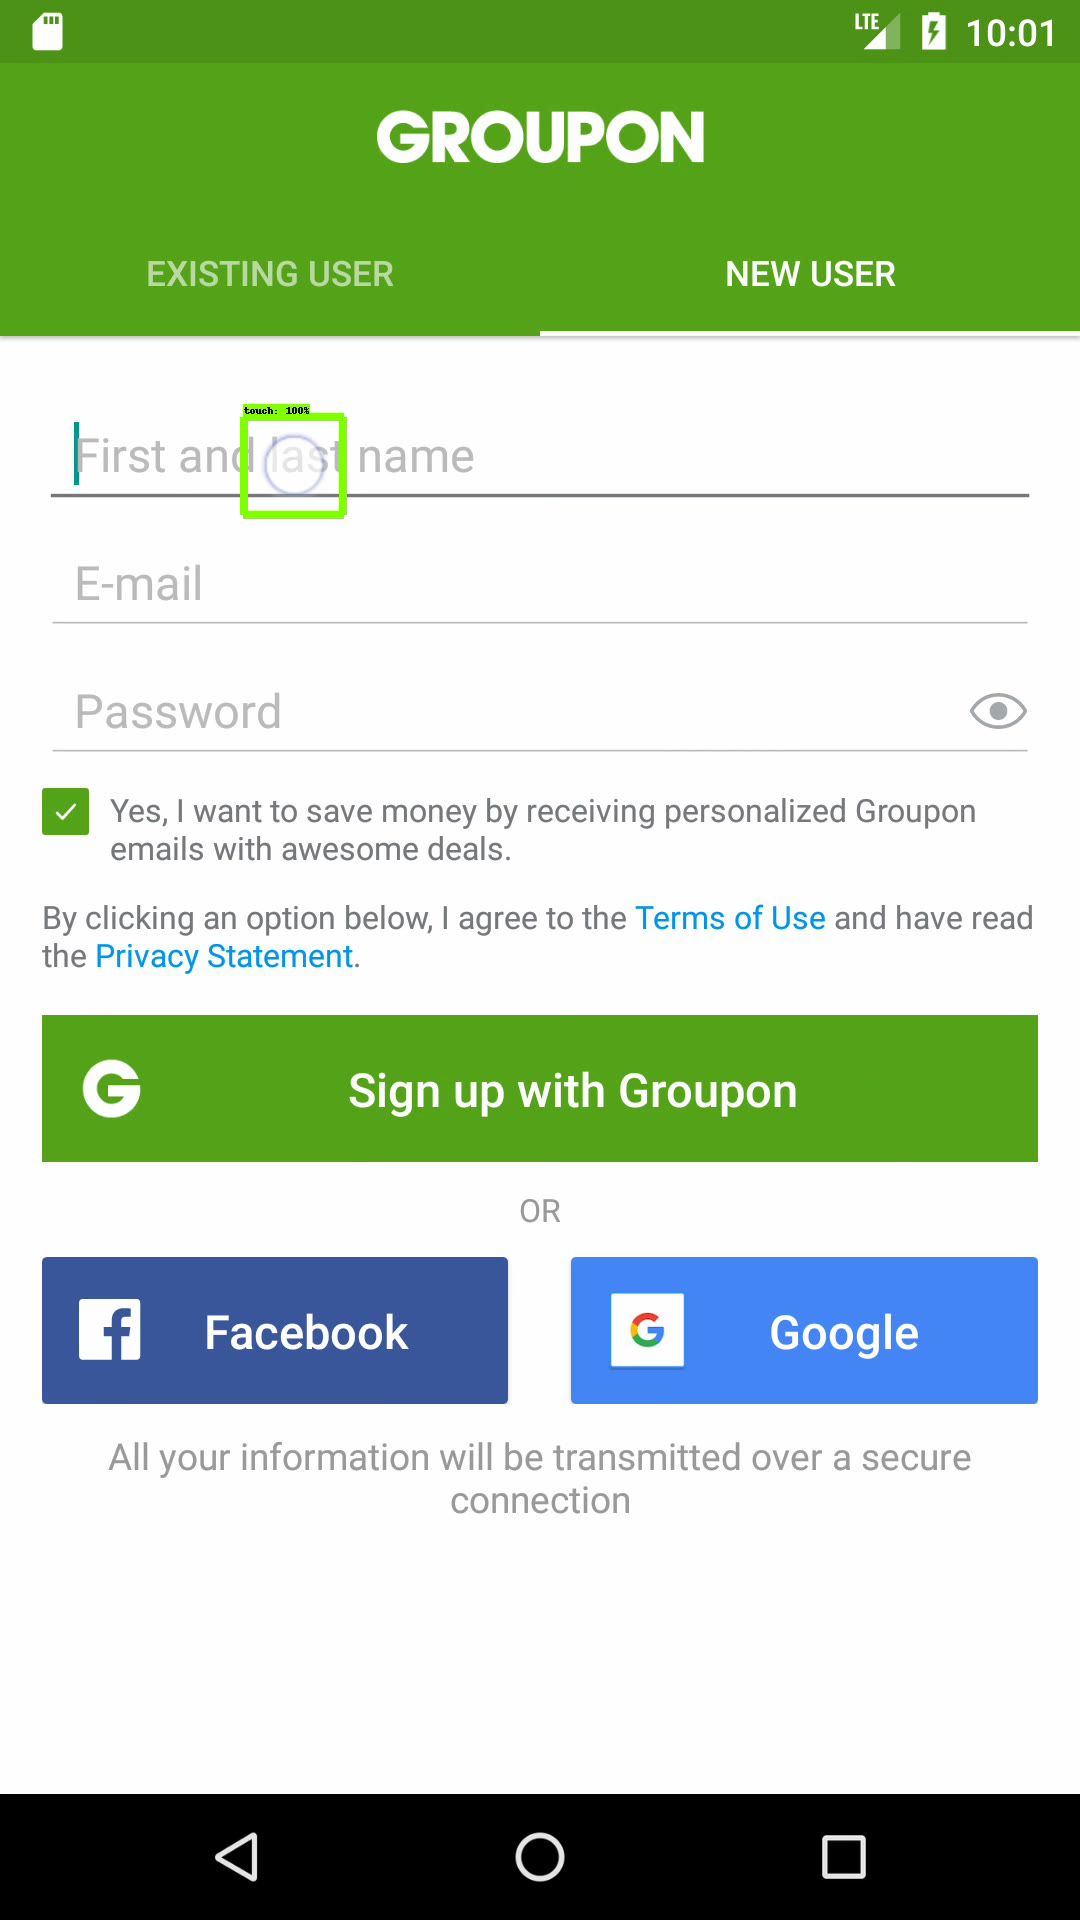 LTE 10:01
GROUPON
EXISTING USER NEW USER
touch: 100%
First and last name
E-mail
Password
Yes, I want to save money by receiving personalized Groupon
emails with awesome deals.
By clicking an option below, I agree to the Terms of Use and have read
the Privacy Statement.
G Sign up with Groupon
OR
f Facebook G Google
All your information will be transmitted over a secure
connection